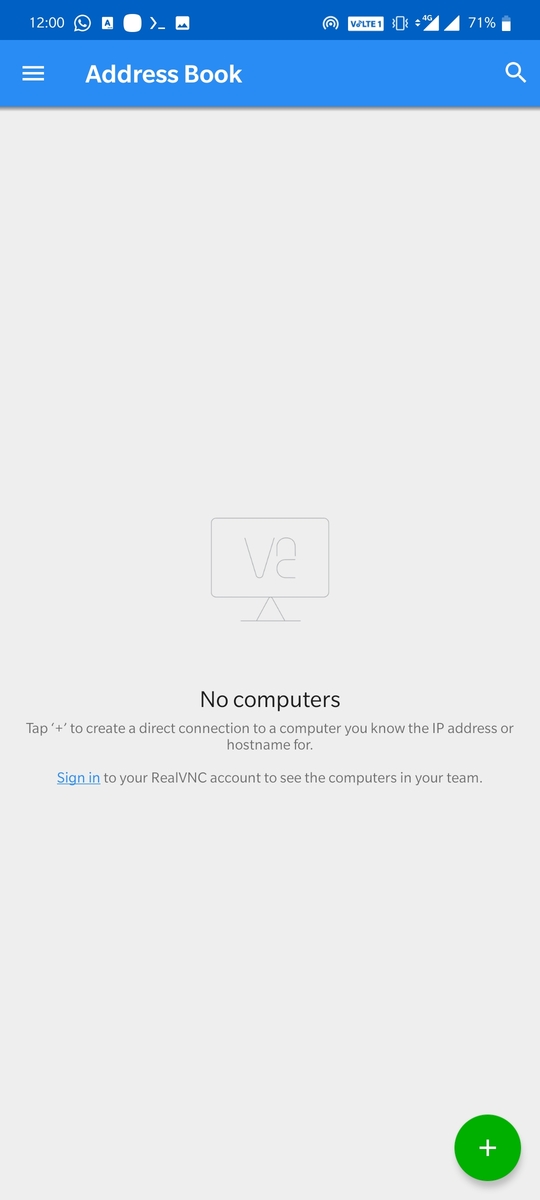 12:00 VoLTE 1 4G 71%
Address Book
No computers
Tap ‘+’ to create a direct connection to a computer you know the IP address or
hostname for.
Sign in to your RealVNC account to see the computers in your team.